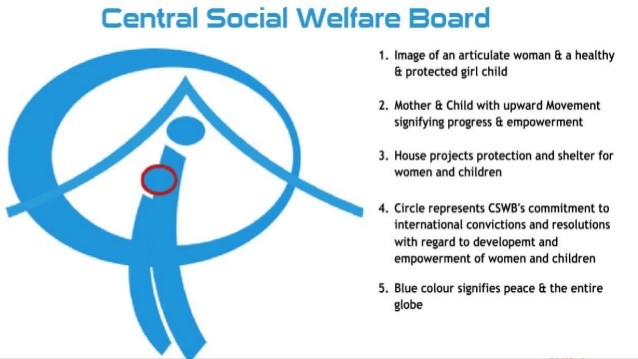 Central Social Welfare Board
1. Image of an articulate woman & a healthy
& protected girl child
2. Mother & Child with upward Movement
signifying progress & empowerment
3. House projects protection and shelter for
women and children
4. Circle represents CSWB's commitment to
international convictions and resolutions
with regard to developemt and
empowerment of women and children
5. Blue colour signifies peace & the entire
globe